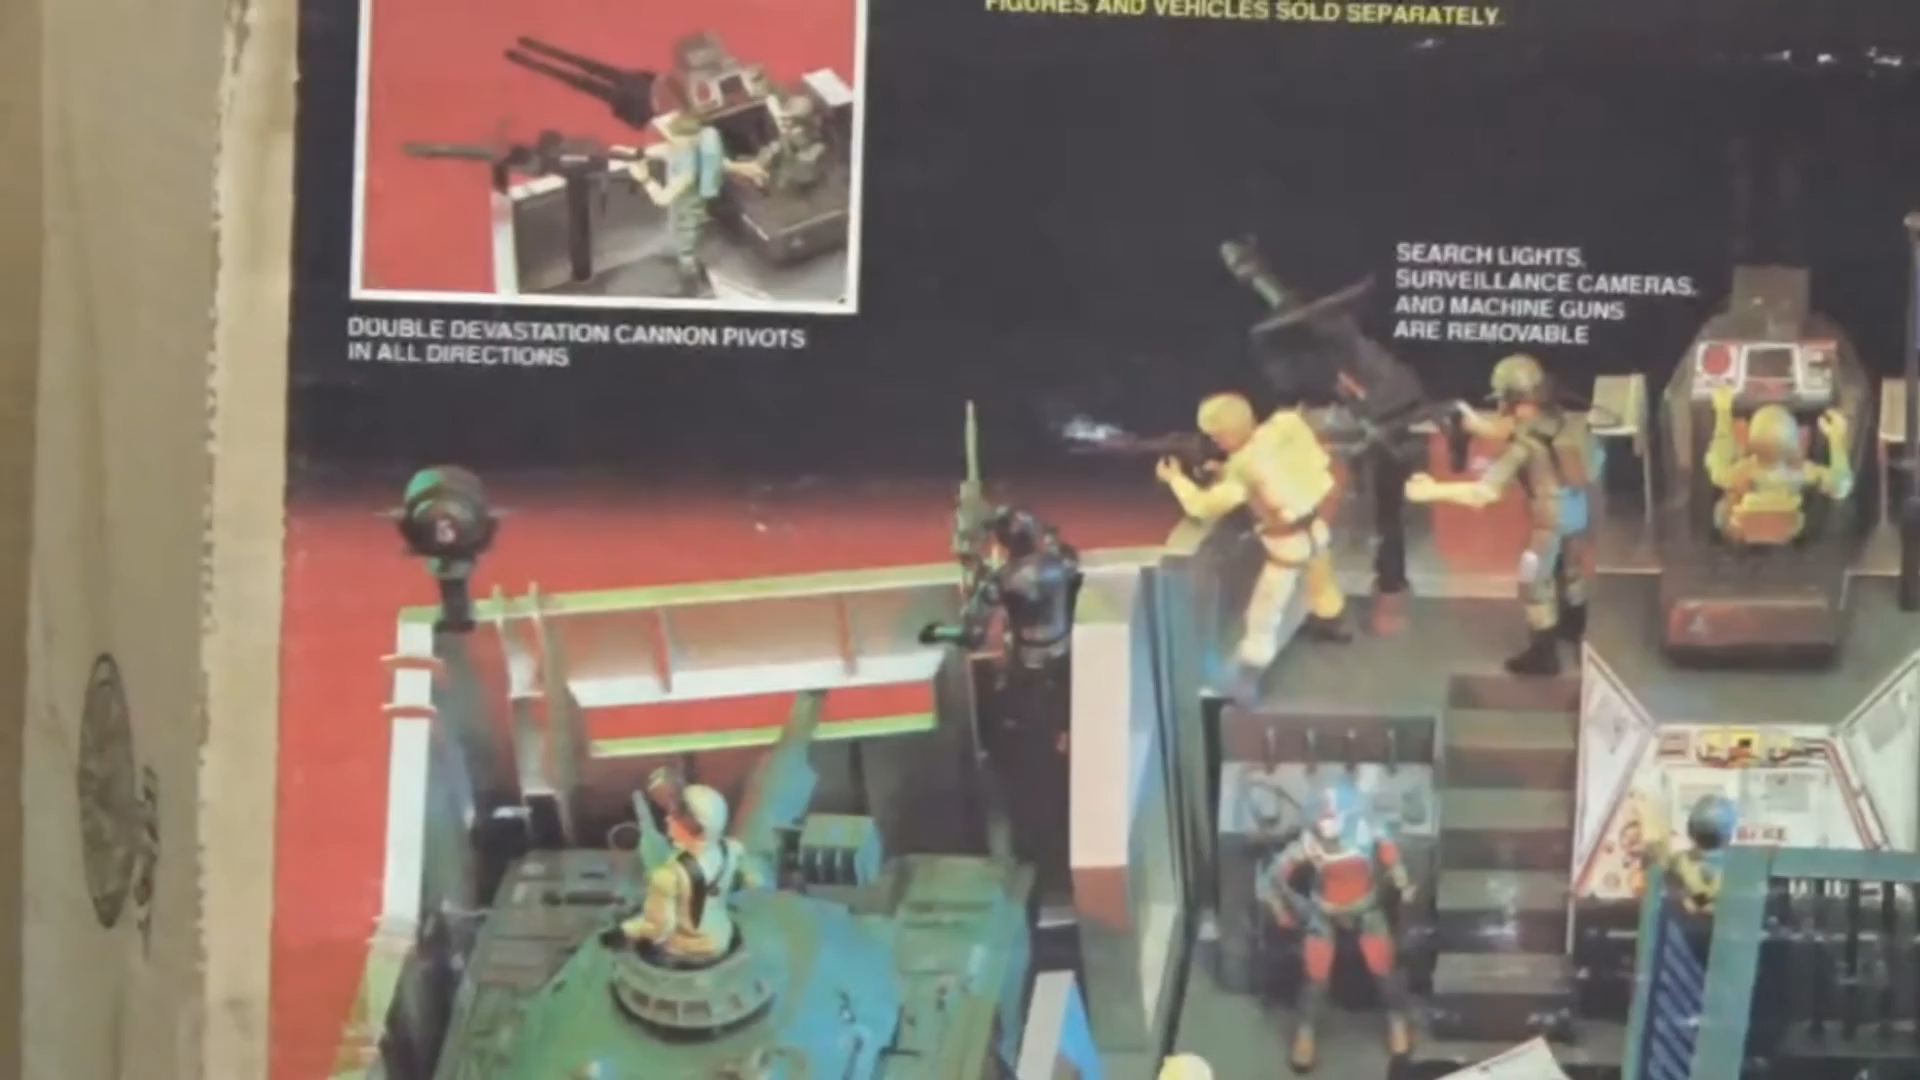 FIGURES AND VEHICLES SOLD SEPARATELY.
DOUBLE DEVASTATION CANNON PIVOTS
IN ALL DIRECTIONS
SEARCH LIGHTS,
SURVEILLANCE CAMERAS,
AND MACHINE GUNS
ARE REMOVABLE